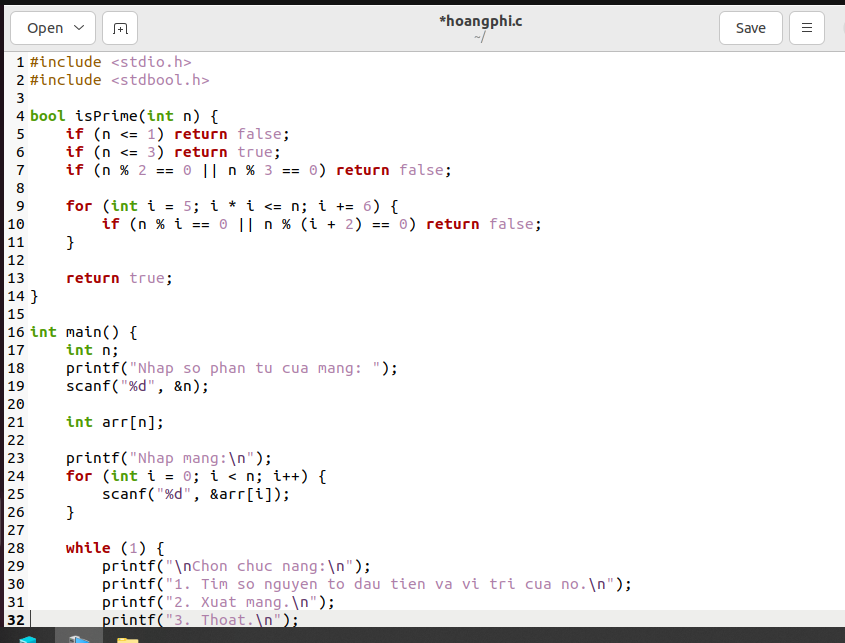 Open
*hoangphi.c
~/
Save
1 #include <stdio.h>
2 #include <stdbool.h>
3
4 bool isPrime(int n) {
5     if (n <= 1) return false;
6     if (n <= 3) return true;
7     if (n % 2 == 0 || n % 3 == 0) return false;
8
9     for (int i = 5; i * i <= n; i += 6) {
10         if (n % i == 0 || n % (i + 2) == 0) return false;
11     }
12
13     return true;
14 }
15
16 int main() {
17     int n;
18     printf("Nhap so phan tu cua mang: ");
19     scanf("%d", &n);
20
21     int arr[n];
22
23     printf("Nhap mang:\n");
24     for (int i = 0; i < n; i++) {
25         scanf("%d", &arr[i]);
26     }
27
28     while (1) {
29         printf("\nChon chuc nang:\n");
30         printf("1. Tim so nguyen to dau tien va vi tri cua no.\n");
31         printf("2. Xuat mang.\n");
32         printf("3. Thoat.\n");